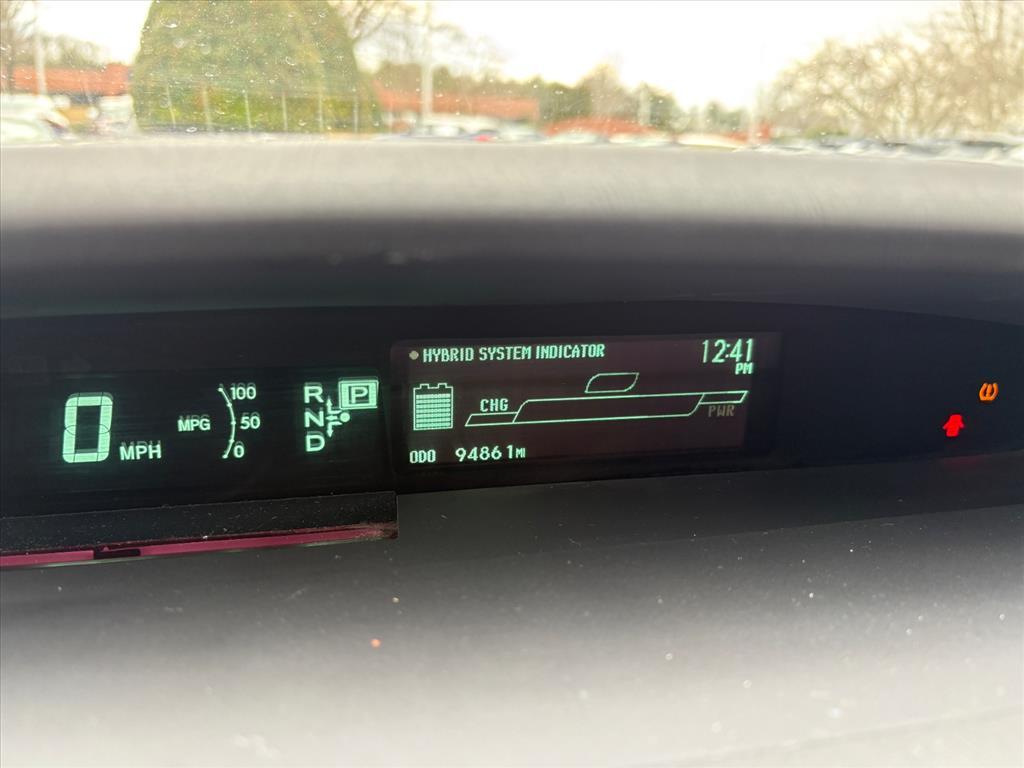 HYBRID SYSTEM INDICATOR
12:41
PM
0
MPH
MPG
100
50
0
R
P
N
D
CHG
PWR
ODO 94861 MI